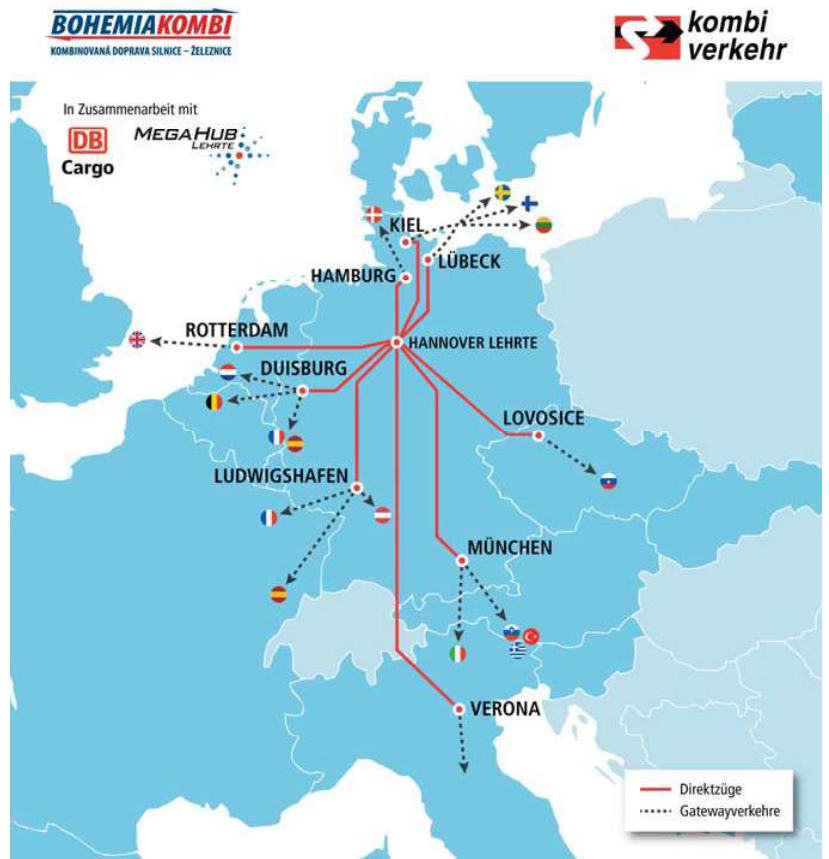 BOHEMIAKOMBI
KOMBINOVANÁ DOPRAVA SILNICE – ŽELEZNICE
kombi
verkehr
In Zusammenarbeit mit
DB
Cargo
MEGAHUB
LEHRTE
KIEL
LÜBECK
HAMBURG
ROTTERDAM
HANNOVER LEHRTE
DUISBURG
LOVOSICE
LUDWIGSHAFEN
MÜNCHEN
VERONA
Direktzüge
Gatewayverkehre